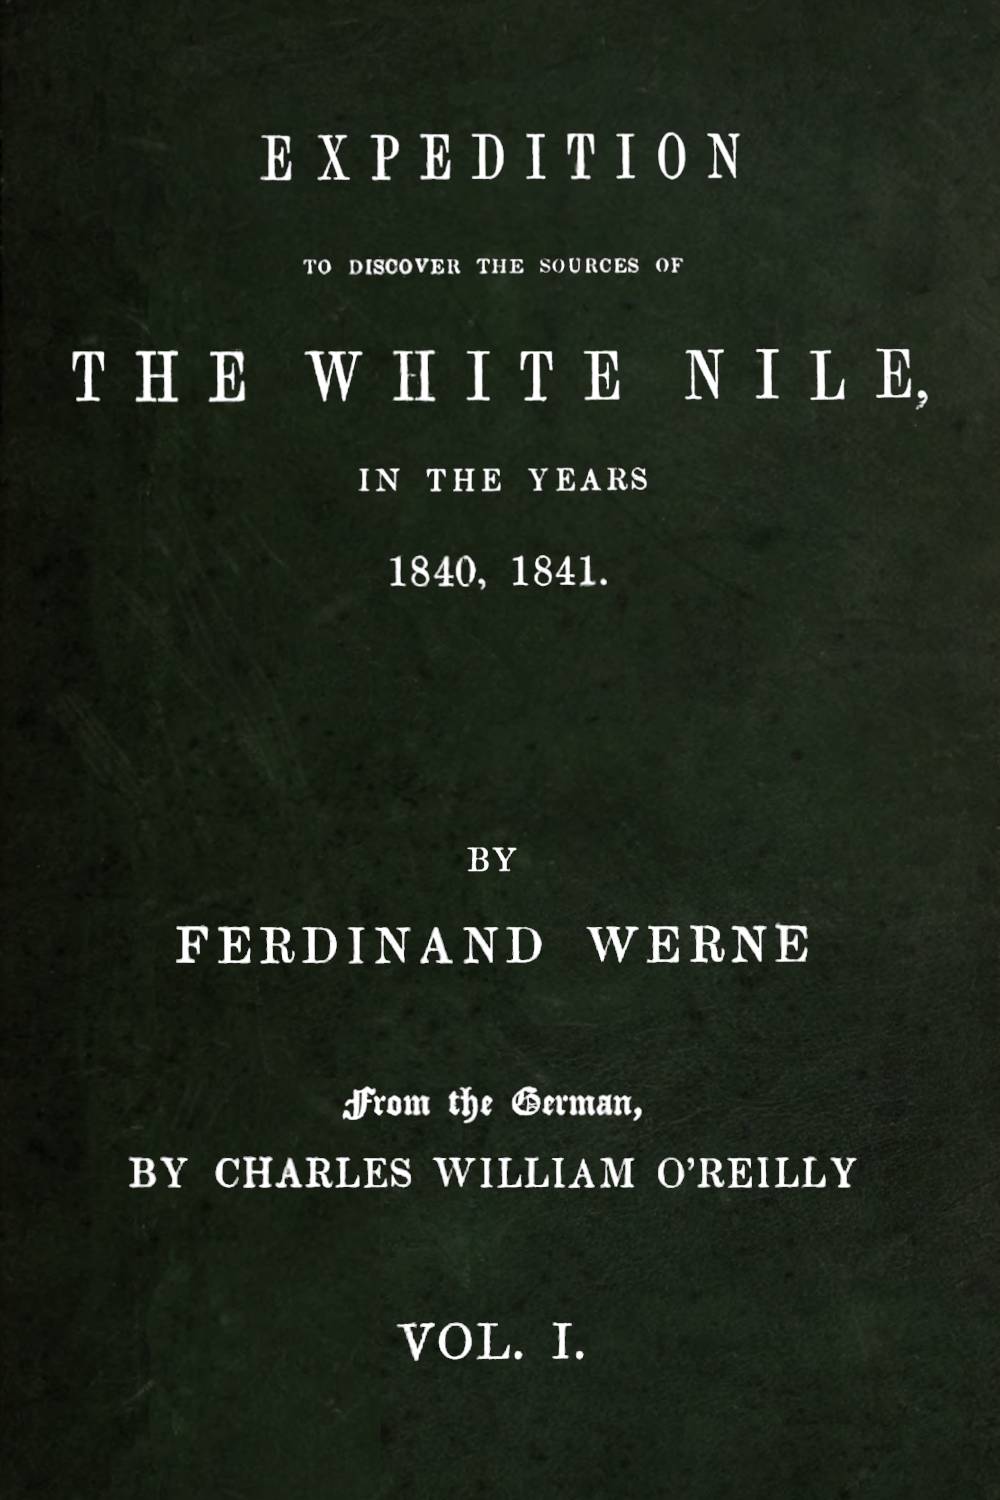 EXPEDITION
TO DISCOVER THE SOURCES OF
THE WHITE NILE,
IN THE YEARS
1840, 1841.
BY
FERDINAND WERNE
From the German,
BY CHARLES WILLIAM O'REILLY
VOL. I.